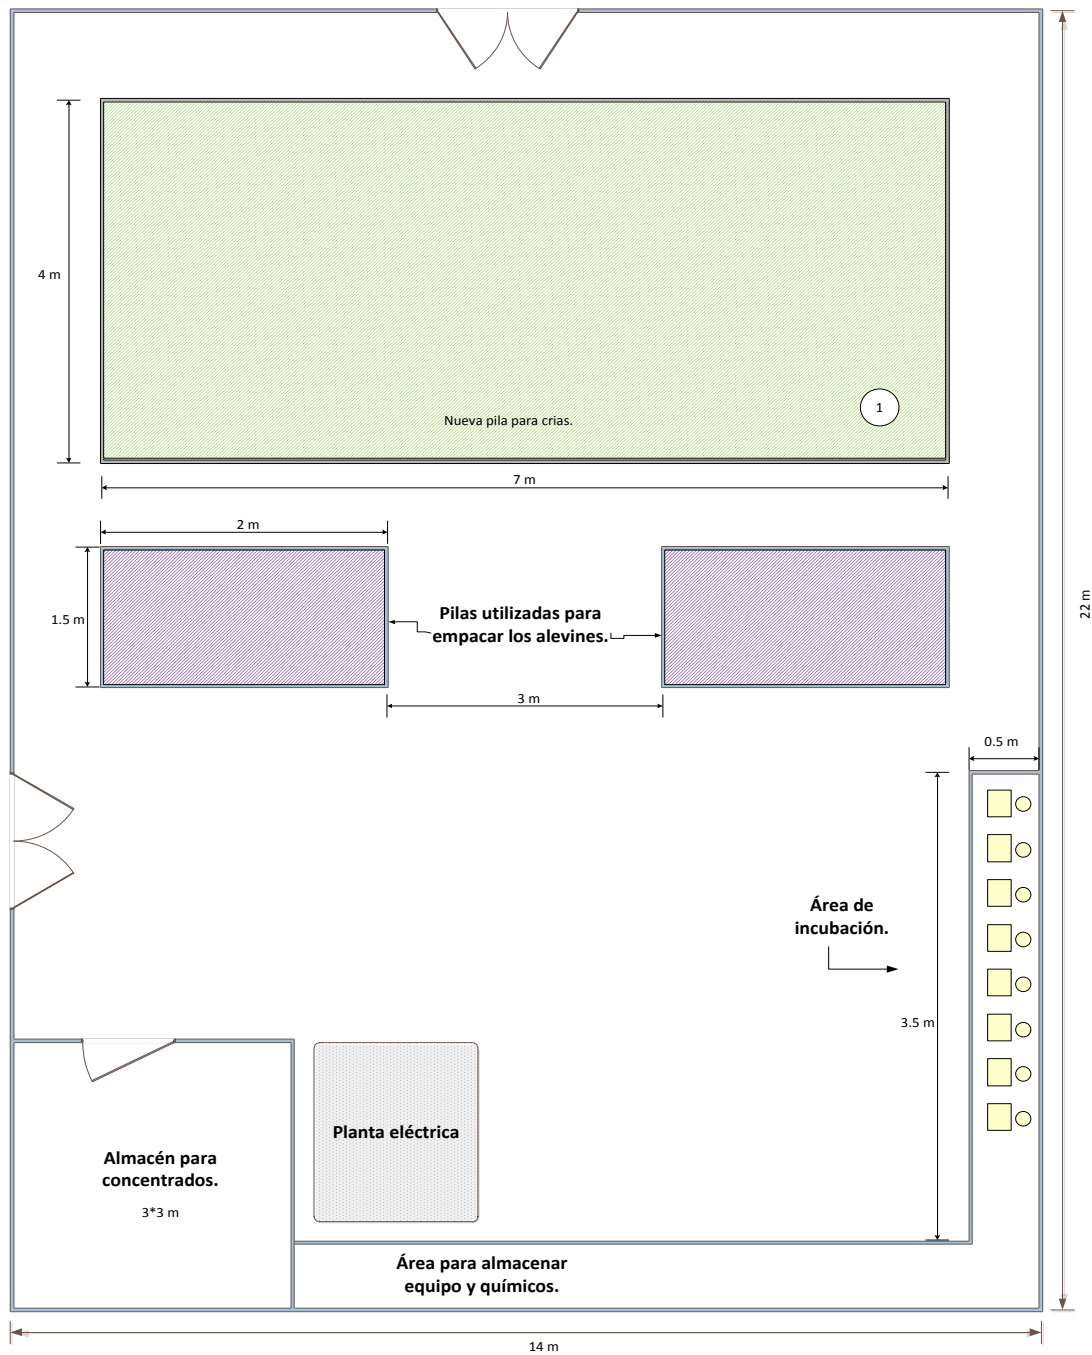 4 m
Nueva pila para crias.
1
7 m
2 m
1.5 m
Pilas utilizadas para
empacar los alevines.
3 m
22 m
0.5 m
Área de
incubación.
3.5 m
Planta eléctrica
Almacén para
concentrados.
3*3 m
Área para almacenar
equipo y químicos.
14 m